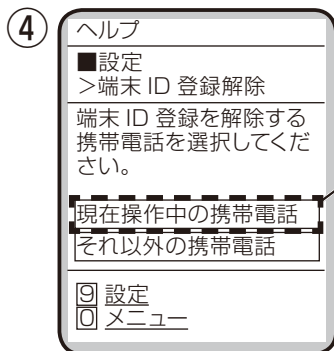 ④
ヘルプ
■設定
>端末 ID 登録解除
端末 ID 登録を解除する
携帯電話を選択してくだ
さい。
現在操作中の携帯電話
それ以外の携帯電話
9 設定
0 メニュー